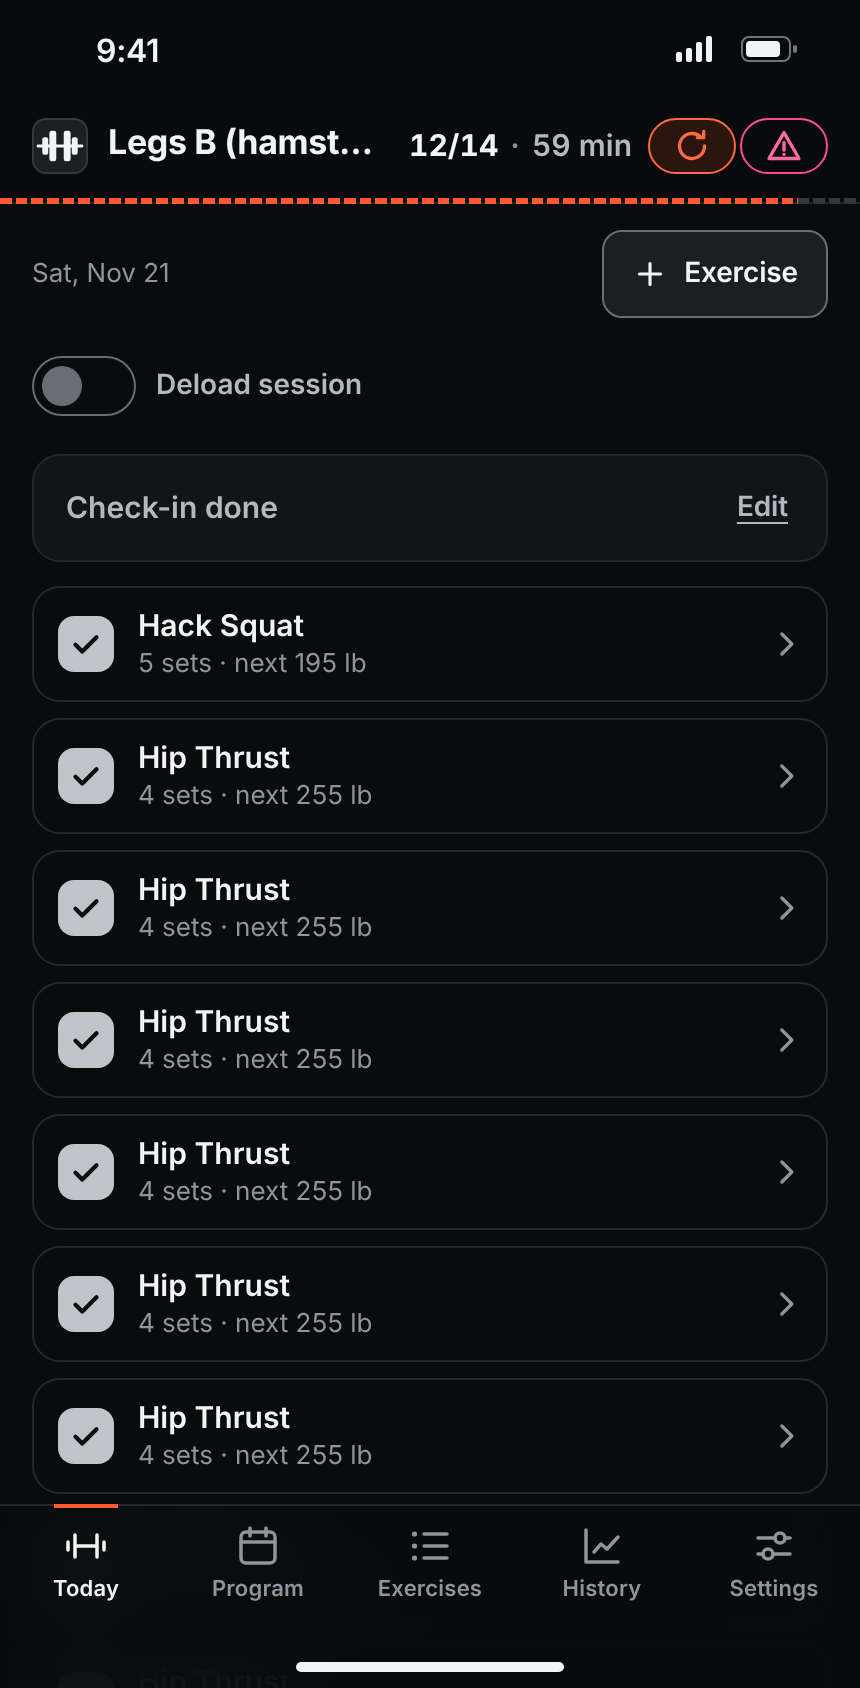 9:41
Legs B (hamst... 12/14 · 59 min
Sat, Nov 21
Exercise
Deload session
Check-in done
Edit
Hack Squat
5 sets · next 195 lb
Hip Thrust
4 sets · next 255 lb
Hip Thrust
4 sets · next 255 lb
Hip Thrust
4 sets · next 255 lb
Hip Thrust
4 sets · next 255 lb
Hip Thrust
4 sets · next 255 lb
Hip Thrust
4 sets · next 255 lb
Today
Program
Exercises
History
Settings
Hip Thrust